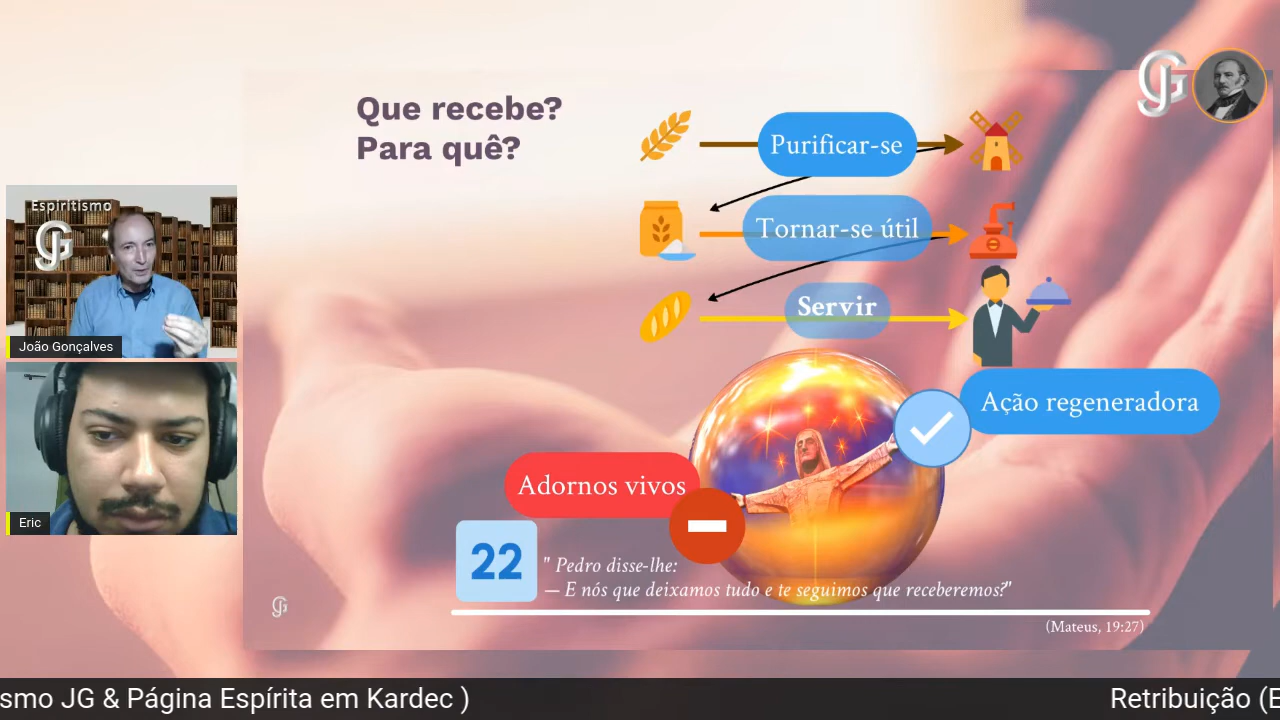 Que recebe?
Para quê?
Purificar-se
Tornar-se útil
Servir
Ação regeneradora
Adornos vivos
22
" Pedro disse-lhe:
— E nós que deixamos tudo e te seguimos que receberemos?"
(Mateus, 19:27)
Espiritismo
JG
João Gonçalves
Eric
smo JG & Página Espírita em Kardec )
Retribuição (E